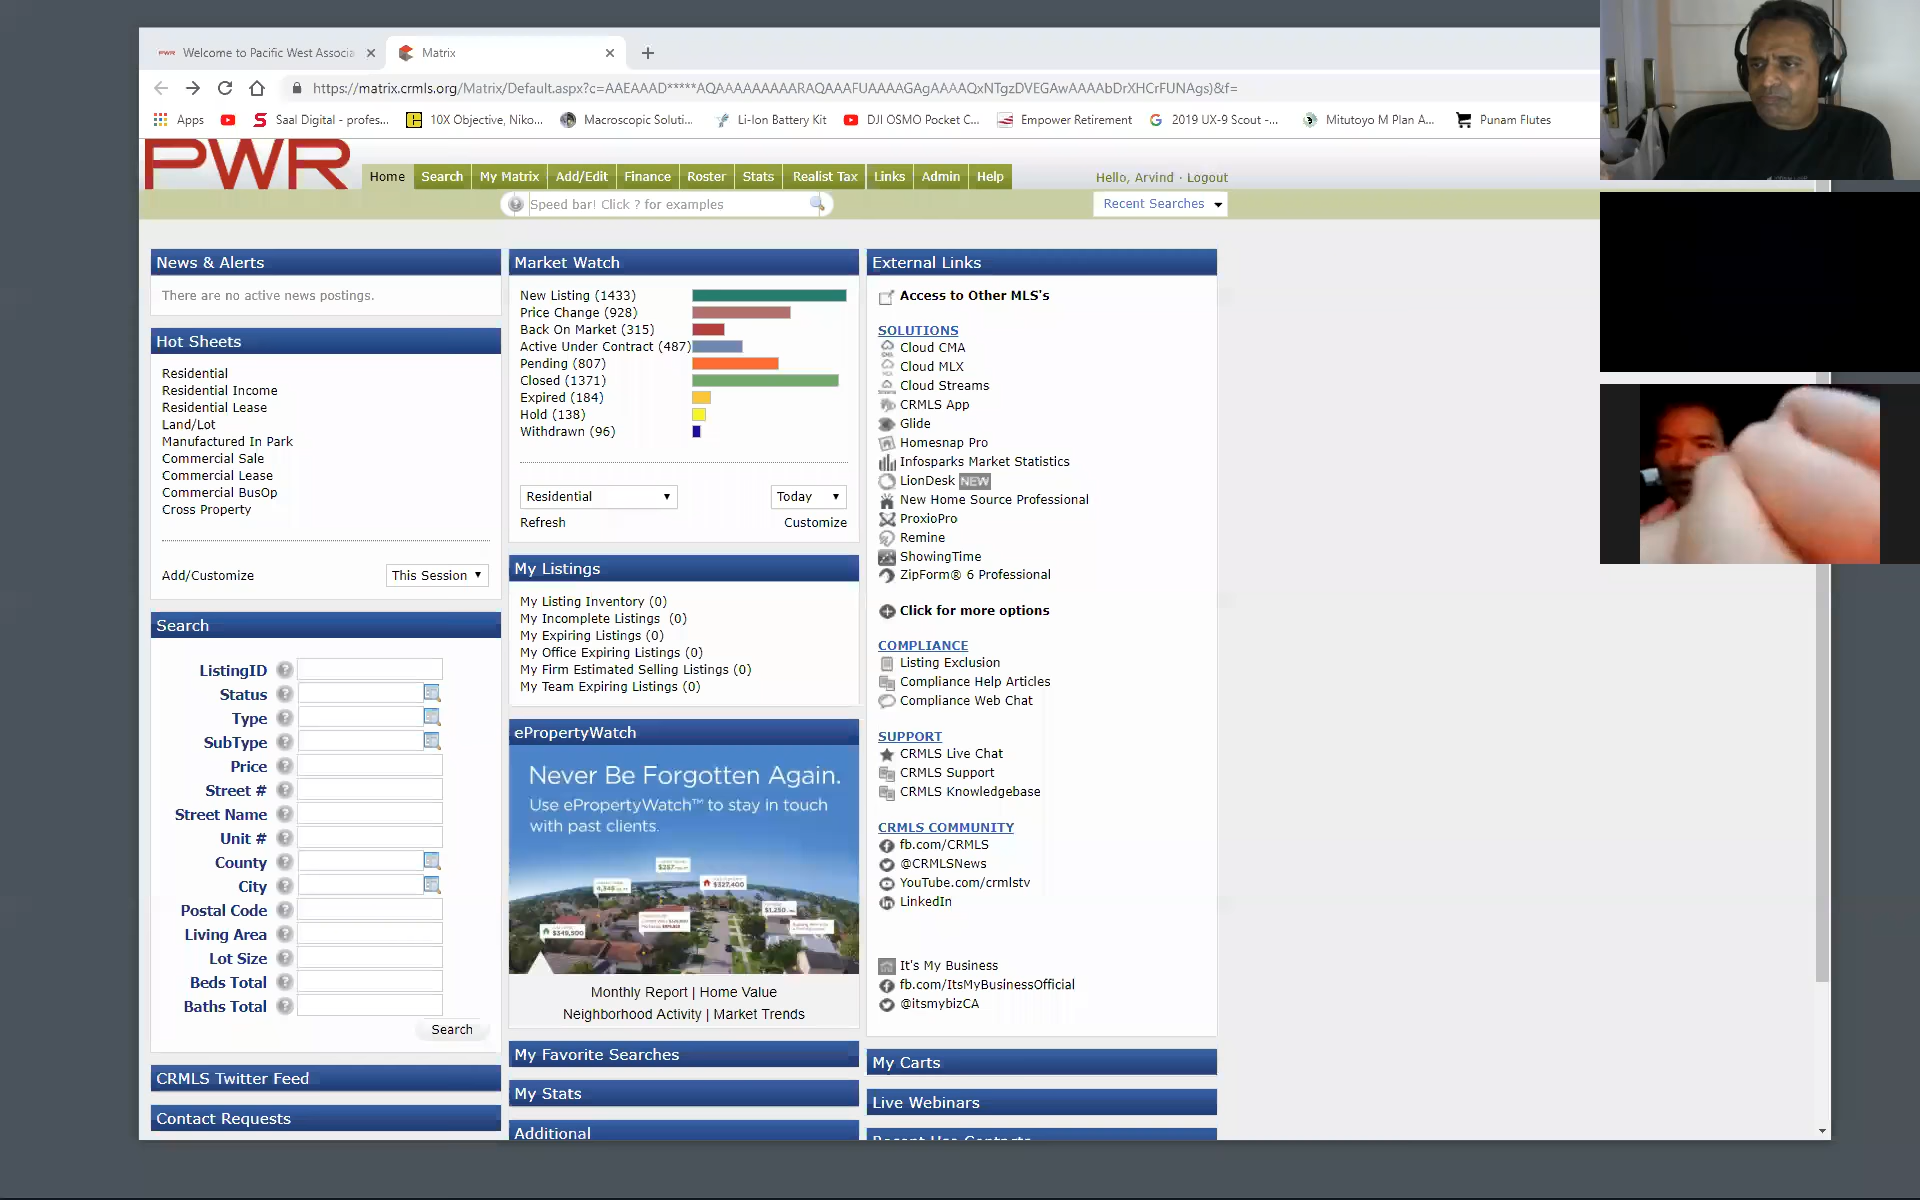 Welcome to Pacific West Associa
Matrix
https://matrix.crmls.org/Matrix/Default.aspx?c=AAEAAAD*****AQAAAAAAAAARAQAAAFUAAAAGAgAAAAQxNTgzDVEGAwAAAAbDrXHCrFUNAgs)&f=
Apps
Saal Digital - profes...
10X Objective, Niko...
Macroscopic Soluti...
Li-Ion Battery Kit
DJI OSMO Pocket C...
Empower Retirement
2019 UX-9 Scout -...
Mitutoyo M Plan A...
Punam Flutes
PWR
Home Search My Matrix Add/Edit Finance Roster Stats Realist Tax Links Admin Help
Hello, Arvind · Logout
Speed bar! Click ? for examples
Recent Searches
News & Alerts
There are no active news postings.
Hot Sheets
Residential
Residential Income
Residential Lease
Land/Lot
Manufactured In Park
Commercial Sale
Commercial Lease
Commercial BusOp
Cross Property
Add/Customize
This Session
Search
ListingID
Status
Type
SubType
Price
Street #
Street Name
Unit #
County
City
Postal Code
Living Area
Lot Size
Beds Total
Baths Total
Search
CRMLS Twitter Feed
Contact Requests
Market Watch
New Listing (1433)
Price Change (928)
Back On Market (315)
Active Under Contract (487)
Pending (807)
Closed (1371)
Expired (184)
Hold (138)
Withdrawn (96)
Residential
Today
Refresh
Customize
My Listings
My Listing Inventory (0)
My Incomplete Listings (0)
My Expiring Listings (0)
My Office Expiring Listings (0)
My Firm Estimated Selling Listings (0)
My Team Expiring Listings (0)
ePropertyWatch
Never Be Forgotten Again.
Use ePropertyWatch™ to stay in touch
with past clients.
$257
4,345
$327,400
$1,250
$349,500
Monthly Report | Home Value
Neighborhood Activity | Market Trends
My Favorite Searches
My Stats
Additional
External Links
Access to Other MLS's
SOLUTIONS
Cloud CMA
Cloud MLX
Cloud Streams
CRMLS App
Glide
Homesnap Pro
Infosparks Market Statistics
LionDesk NEW
New Home Source Professional
ProxioPro
Remine
ShowingTime
ZipForm® 6 Professional
Click for more options
COMPLIANCE
Listing Exclusion
Compliance Help Articles
Compliance Web Chat
SUPPORT
CRMLS Live Chat
CRMLS Support
CRMLS Knowledgebase
CRMLS COMMUNITY
fb.com/CRMLS
@CRMLSNews
YouTube.com/crmlstv
LinkedIn
It's My Business
fb.com/ItsMyBusinessOfficial
@itsmybizCA
My Carts
Live Webinars